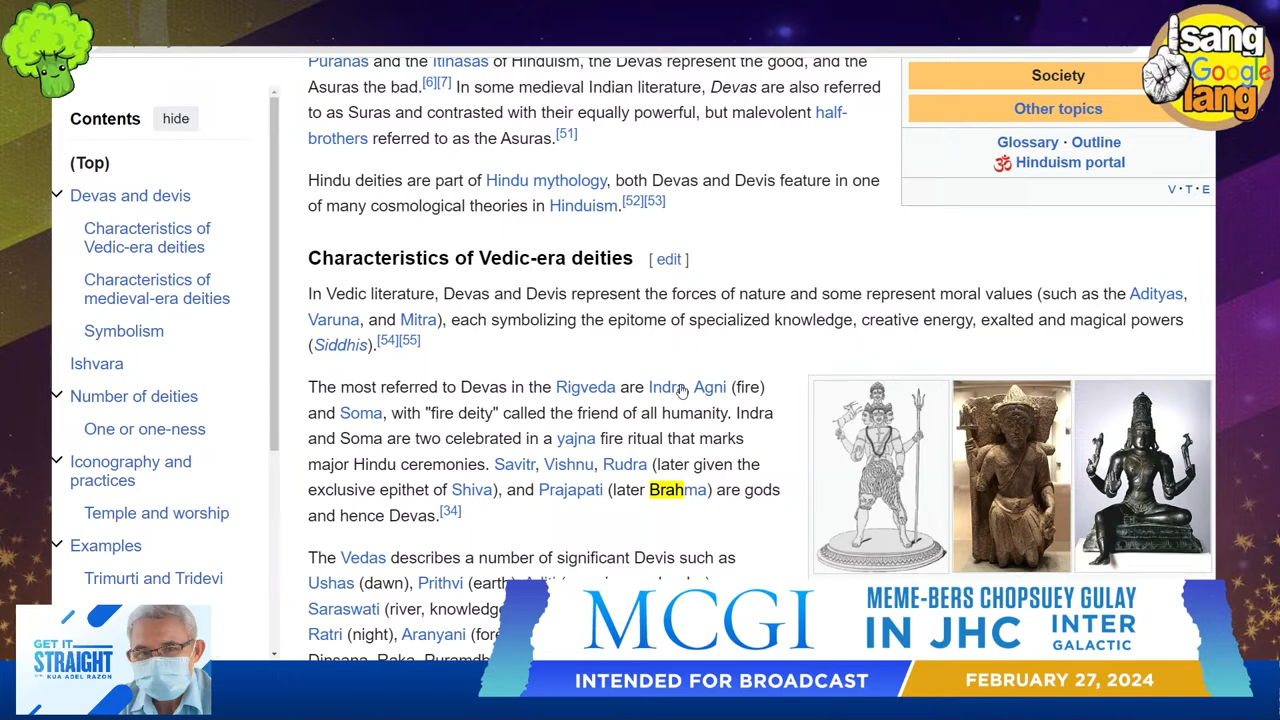 Isang
Google
lang
Puranas and the Itihasas of Hinduism, the Devas represent the good, and the
Asuras the bad.[6][7] In some medieval Indian literature, Devas are also referred
to as Suras and contrasted with their equally powerful, but malevolent half-
brothers referred to as the Asuras.[51]
Hindu deities are part of Hindu mythology, both Devas and Devis feature in one
of many cosmological theories in Hinduism.[52][53]
Society
Other topics
Glossary · Outline
ॐ Hinduism portal
V · T · E
Contents hide
(Top)
Devas and devis
Characteristics of
Vedic-era deities
Characteristics of
medieval-era deities
Symbolism
Ishvara
Number of deities
One or one-ness
Iconography and
practices
Temple and worship
Examples
Trimurti and Tridevi
Characteristics of Vedic-era deities [ edit ]
In Vedic literature, Devas and Devis represent the forces of nature and some represent moral values (such as the Adityas,
Varuna, and Mitra), each symbolizing the epitome of specialized knowledge, creative energy, exalted and magical powers
(Siddhis).[54][55]
The most referred to Devas in the Rigveda are Indra, Agni (fire)
and Soma, with "fire deity" called the friend of all humanity. Indra
and Soma are two celebrated in a yajna fire ritual that marks
major Hindu ceremonies. Savitr, Vishnu, Rudra (later given the
exclusive epithet of Shiva), and Prajapati (later Brahma) are gods
and hence Devas.[34]
The Vedas describes a number of significant Devis such as
Ushas (dawn), Prithvi (earth
Saraswati (river, knowledge
Ratri (night), Aranyani
GET IT
STRAIGHT
WITH KUYA ADEL RAZON
MCGI
MEME-BERS CHOPSUEY GULAY
IN JHC INTER
GALACTIC
INTENDED FOR BROADCAST
FEBRUARY 27, 2024